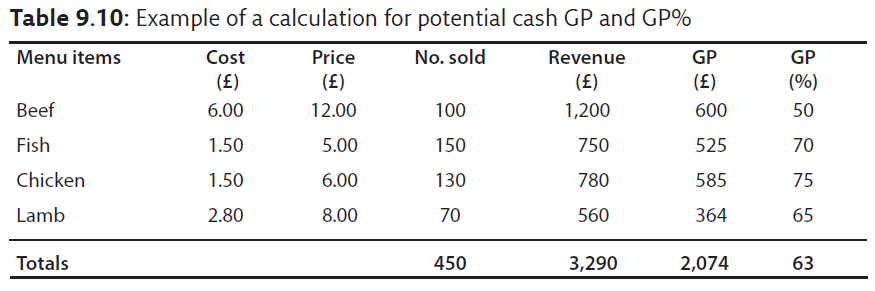 Table 9.10: Example of a calculation for potential cash GP and GP%
Menu items Cost Price No. sold Revenue GP GP
(£) (£) (£) (£) (%)
Beef 6.00 12.00 100 1,200 600 50
Fish 1.50 5.00 150 750 525 70
Chicken 1.50 6.00 130 780 585 75
Lamb 2.80 8.00 70 560 364 65
Totals 450 3,290 2,074 63